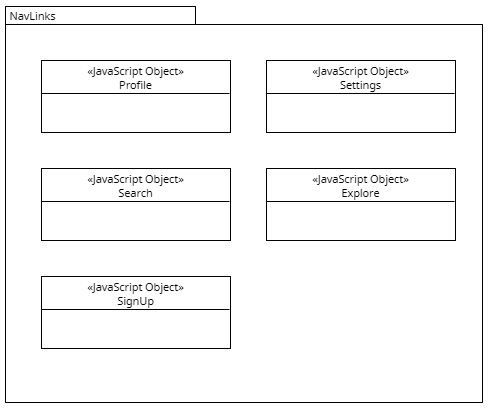 NavLinks
«JavaScript Object»
Profile
«JavaScript Object»
Settings
«JavaScript Object»
Search
«JavaScript Object»
Explore
«JavaScript Object»
SignUp